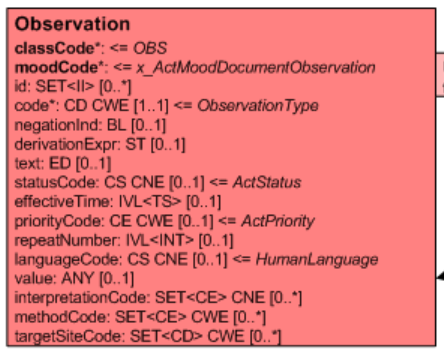 Observation
classCode*: <= OBS
moodCode*: <= x_ActMoodDocumentObservation
id: SET<II> [0..*]
code*: CD CWE [1..1] <= ObservationType
negationInd: BL [0..1]
derivationExpr: ST [0..1]
text: ED [0..1]
statusCode: CS CNE [0..1] <= ActStatus
effectiveTime: IVL<TS> [0..1]
priorityCode: CE CWE [0..1] <= ActPriority
repeatNumber: IVL<INT> [0..1]
languageCode: CS CNE [0..1] <= HumanLanguage
value: ANY [0..1]
interpretationCode: SET<CE> CNE [0..*]
methodCode: SET<CE> CWE [0..*]
targetSiteCode: SET<CD> CWE [0..*]